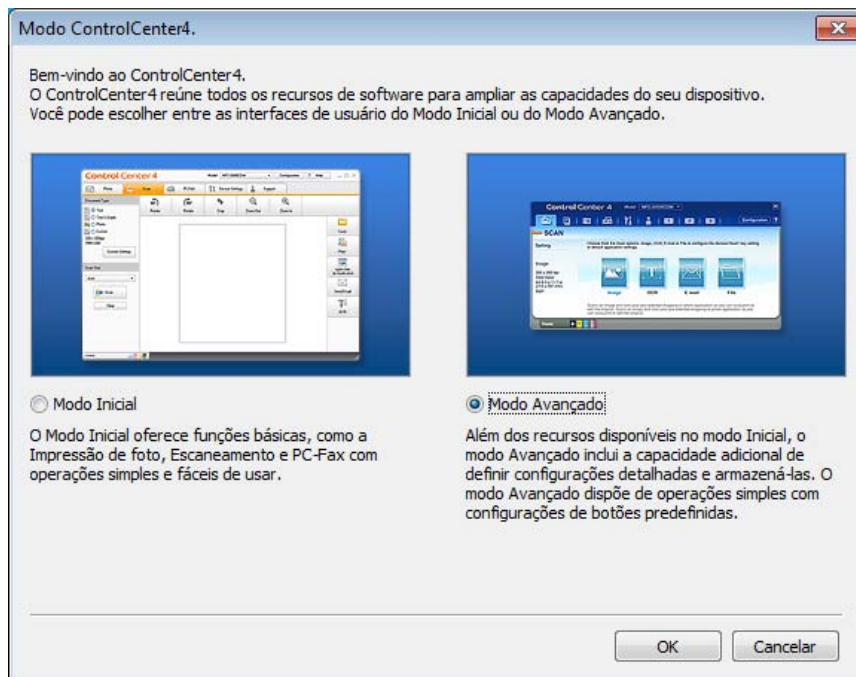 Modo ControlCenter4.
Bem-vindo ao ControlCenter4.
O ControlCenter4 reúne todos os recursos de software para ampliar as capacidades do seu dispositivo.
Você pode escolher entre as interfaces de usuário do Modo Inicial ou do Modo Avançado.
Control Center 4
Control Center 4
SCAN
Modo Inicial
O Modo Inicial oferece funções básicas, como a
Impressão de foto, Escaneamento e PC-Fax com
operações simples e fáceis de usar.
Modo Avançado
Além dos recursos disponíveis no modo Inicial, o
modo Avançado inclui a capacidade adicional de
definir configurações detalhadas e armazená-las. O
modo Avançado dispõe de operações simples com
configurações de botões predefinidas.
OK
Cancelar